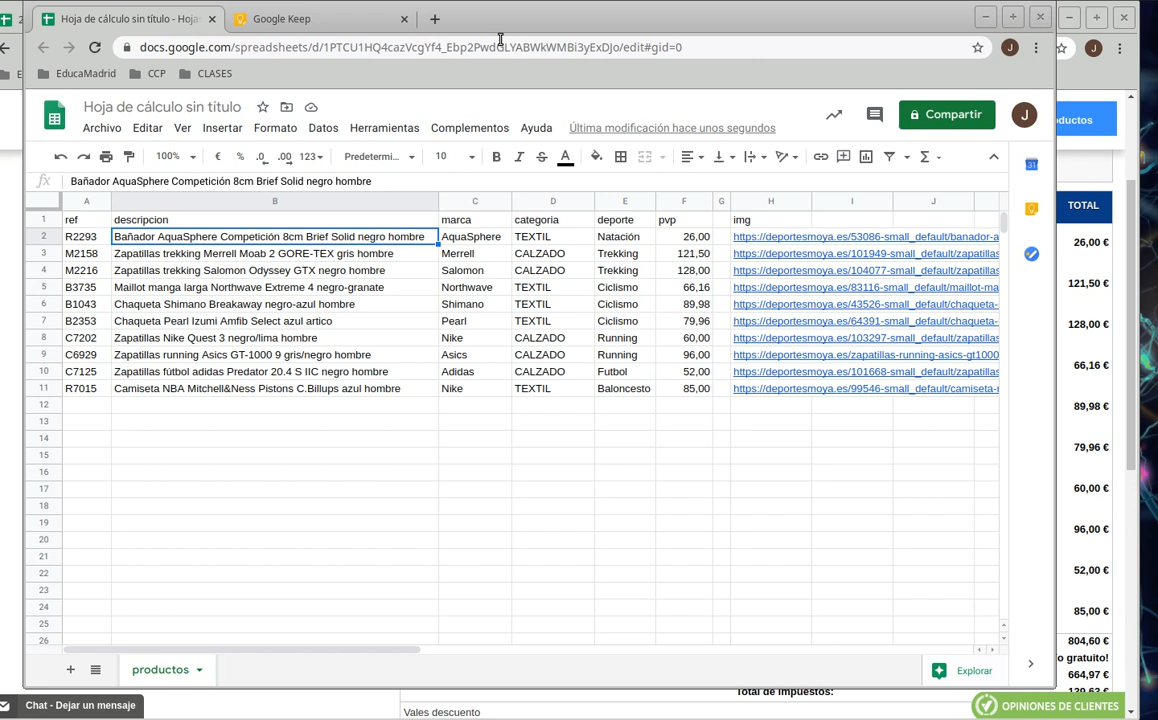 Hoja de cálculo sin título - Hojas
Google Keep
docs.google.com/spreadsheets/d/1PTCU1HQ4cazVcgYf4_Ebp2PwdGLYABWkWMBi3yExDJo/edit#gid=0
J
J
EducaMadrid
CCP
CLASES
Hoja de cálculo sin título
Archivo Editar Ver Insertar Formato Datos Herramientas Complementos Ayuda Última modificación hace unos segundos
Compartir
J
100% € % .0 .00 123 Predetermi... 10 B I S A
fx Bañador AquaSphere Competición 8cm Brief Solid negro hombre
A B C D E F G H I J
1 ref descripcion marca categoria deporte pvp img
2 R2293 Bañador AquaSphere Competición 8cm Brief Solid negro hombre AquaSphere TEXTIL Natación 26,00 https://deportesmoya.es/53086-small_default/banador-a
3 M2158 Zapatillas trekking Merrell Moab 2 GORE-TEX gris hombre Merrell CALZADO Trekking 121,50 https://deportesmoya.es/101949-small_default/zapatillas
4 M2216 Zapatillas trekking Salomon Odyssey GTX negro hombre Salomon CALZADO Trekking 128,00 https://deportesmoya.es/104077-small_default/zapatillas
5 B3735 Maillot manga larga Northwave Extreme 4 negro-granate Northwave TEXTIL Ciclismo 66,16 https://deportesmoya.es/83116-small_default/maillot-ma
6 B1043 Chaqueta Shimano Breakaway negro-azul hombre Shimano TEXTIL Ciclismo 89,98 https://deportesmoya.es/43526-small_default/chaqueta-
7 B2353 Chaqueta Pearl Izumi Amfib Select azul artico Pearl TEXTIL Ciclismo 79,96 https://deportesmoya.es/64391-small_default/chaqueta-
8 C7202 Zapatillas Nike Quest 3 negro/lima hombre Nike CALZADO Running 60,00 https://deportesmoya.es/103297-small_default/zapatillas
9 C6929 Zapatillas running Asics GT-1000 9 gris/negro hombre Asics CALZADO Running 96,00 https://deportesmoya.es/zapatillas-running-asics-gt1000
10 C7125 Zapatillas fútbol adidas Predator 20.4 S IIC negro hombre Adidas CALZADO Futbol 52,00 https://deportesmoya.es/101668-small_default/zapatillas
11 R7015 Camiseta NBA Mitchell&Ness Pistons C.Billups azul hombre Nike TEXTIL Baloncesto 85,00 https://deportesmoya.es/99546-small_default/camiseta-
12
13
14
15
16
17
18
19
20
21
22
23
24
25
26
productos
Explorar
31
ductos
TOTAL
26,00 €
121,50 €
128,00 €
66,16 €
89,98 €
79,96 €
60,00 €
96,00 €
52,00 €
85,00 €
804,60 €
o gratuito!
664,97 €
Total de impuestos:
Vales descuento
Chat - Dejar un mensaje
OPINIONES DE CLIENTES